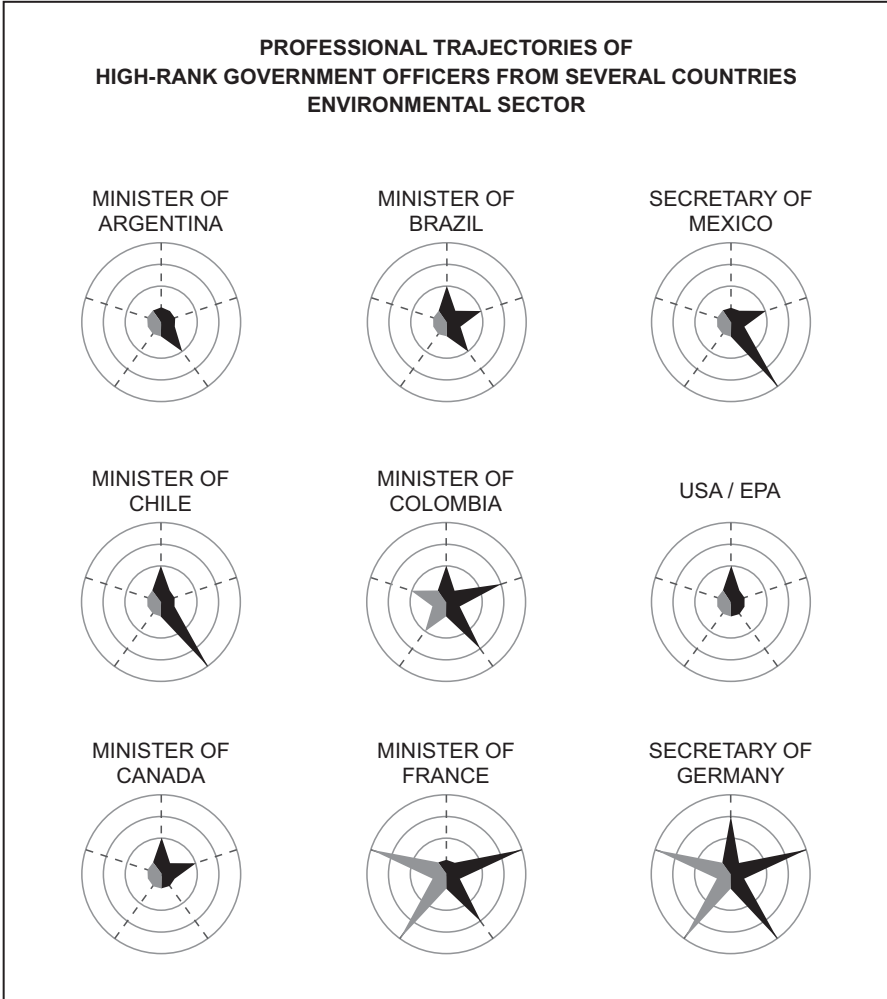 PROFESSIONAL TRAJECTORIES OF
HIGH-RANK GOVERNMENT OFFICERS FROM SEVERAL COUNTRIES
ENVIRONMENTAL SECTOR
MINISTER OF
ARGENTINA
MINISTER OF
BRAZIL
SECRETARY OF
MEXICO
MINISTER OF
CHILE
MINISTER OF
COLOMBIA
USA / EPA
MINISTER OF
CANADA
MINISTER OF
FRANCE
SECRETARY OF
GERMANY